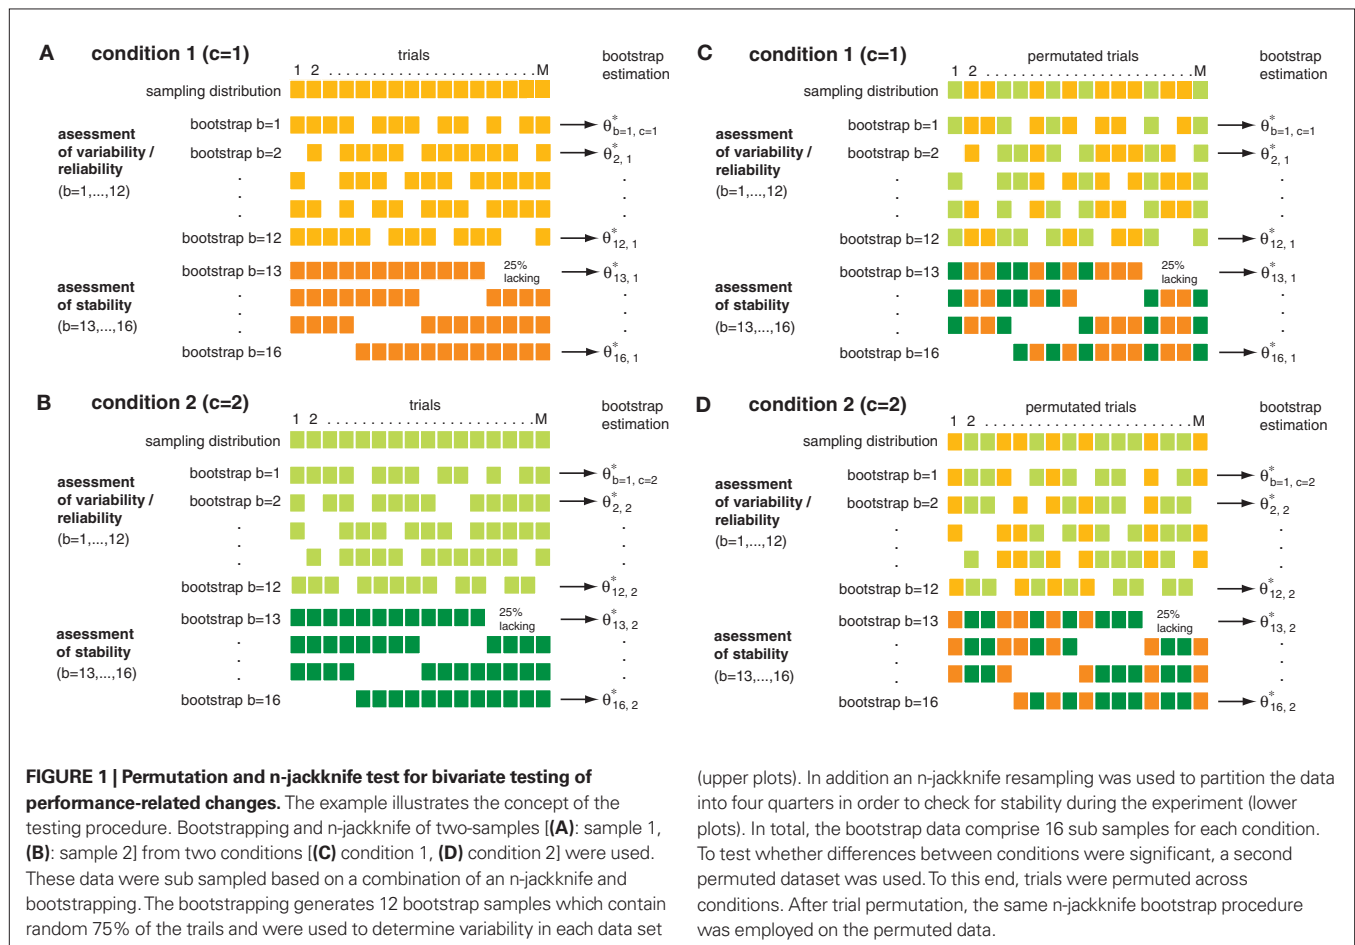 A condition 1 (c=1)
trials
bootstrap
estimation
1 2 . . . . . . . . . . . . . . . . . . . . . . . . M
sampling distribution
asessment
of variability /
reliability
(b=1,...,12)
bootstrap b=1
θ*b=1, c=1
bootstrap b=2
θ*2, 1
bootstrap b=12
θ*12, 1
asessment
of stability
(b=13,...,16)
bootstrap b=13
25%
lacking
θ*13, 1
bootstrap b=16
θ*16, 1
B condition 2 (c=2)
trials
bootstrap
estimation
1 2 . . . . . . . . . . . . . . . . . . . . . . . . M
sampling distribution
asessment
of variability /
reliability
(b=1,...,12)
bootstrap b=1
θ*b=1, c=2
bootstrap b=2
θ*2, 2
bootstrap b=12
θ*12, 2
asessment
of stability
(b=13,...,16)
bootstrap b=13
25%
lacking
θ*13, 2
bootstrap b=16
θ*16, 2
C condition 1 (c=1)
permutated trials
bootstrap
estimation
1 2 . . . . . . . . . . . . . . . . . . . . . . . . M
sampling distribution
asessment
of variability /
reliability
(b=1,...,12)
bootstrap b=1
θ*b=1, c=1
bootstrap b=2
θ*2, 1
bootstrap b=12
θ*12, 1
asessment
of stability
(b=13,...,16)
bootstrap b=13
25%
lacking
θ*13, 1
bootstrap b=16
θ*16, 1
D condition 2 (c=2)
permutated trials
bootstrap
estimation
1 2 . . . . . . . . . . . . . . . . . . . . . . . . M
sampling distribution
asessment
of variability /
reliability
(b=1,...,12)
bootstrap b=1
θ*b=1, c=2
bootstrap b=2
θ*2, 2
bootstrap b=12
θ*12, 2
asessment
of stability
(b=13,...,16)
bootstrap b=13
25%
lacking
θ*13, 2
bootstrap b=16
θ*16, 2
FIGURE 1 | Permutation and n-jackknife test for bivariate testing of
performance-related changes. The example illustrates the concept of the
testing procedure. Bootstrapping and n-jackknife of two-samples [(A): sample 1,
(B): sample 2] from two conditions [(C) condition 1, (D) condition 2] were used.
These data were sub sampled based on a combination of an n-jackknife and
bootstrapping. The bootstrapping generates 12 bootstrap samples which contain
random 75% of the trails and were used to determine variability in each data set
(upper plots). In addition an n-jackknife resampling was used to partition the data
into four quarters in order to check for stability during the experiment (lower
plots). In total, the bootstrap data comprise 16 sub samples for each condition.
To test whether differences between conditions were significant, a second
permuted dataset was used. To this end, trials were permuted across
conditions. After trial permutation, the same n-jackknife bootstrap procedure
was employed on the permuted data.